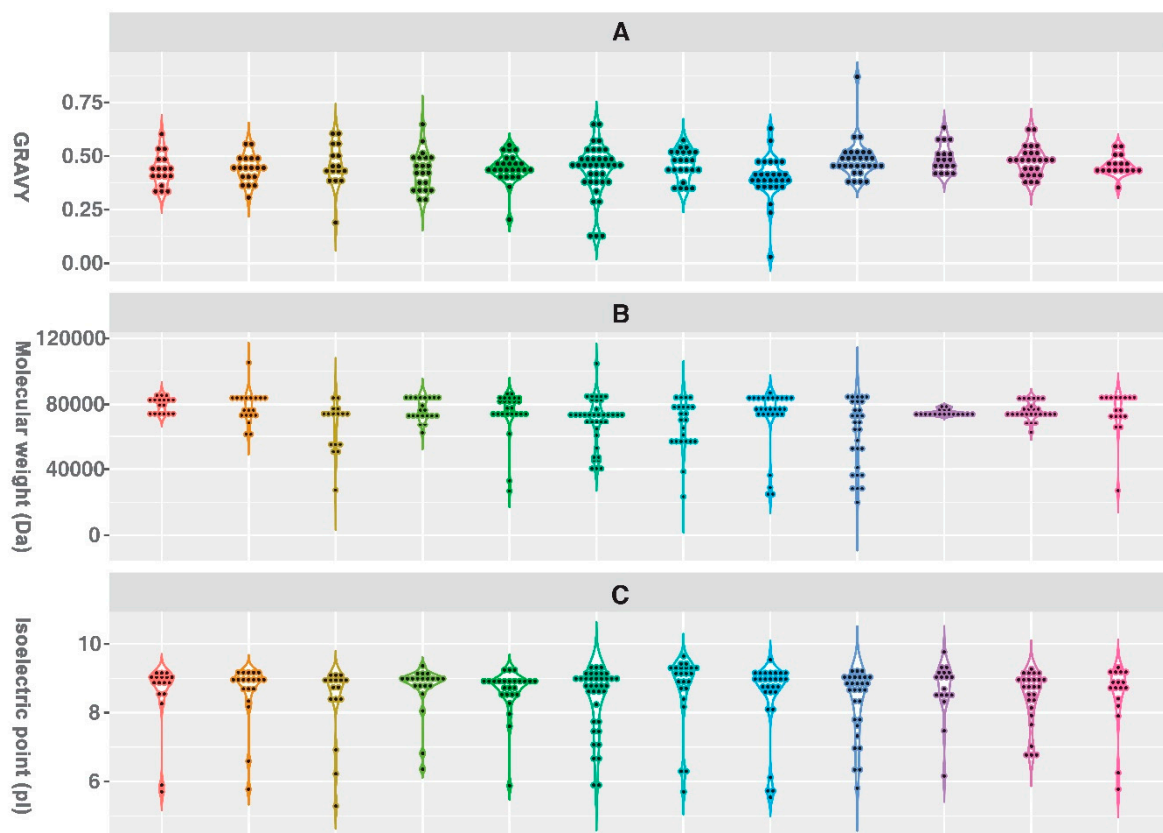 A
GRAVY
0.75
0.50
0.25
0.00
B
Molecular weight (Da)
120000
80000
40000
0
C
Isoelectric point (pI)
10
8
6